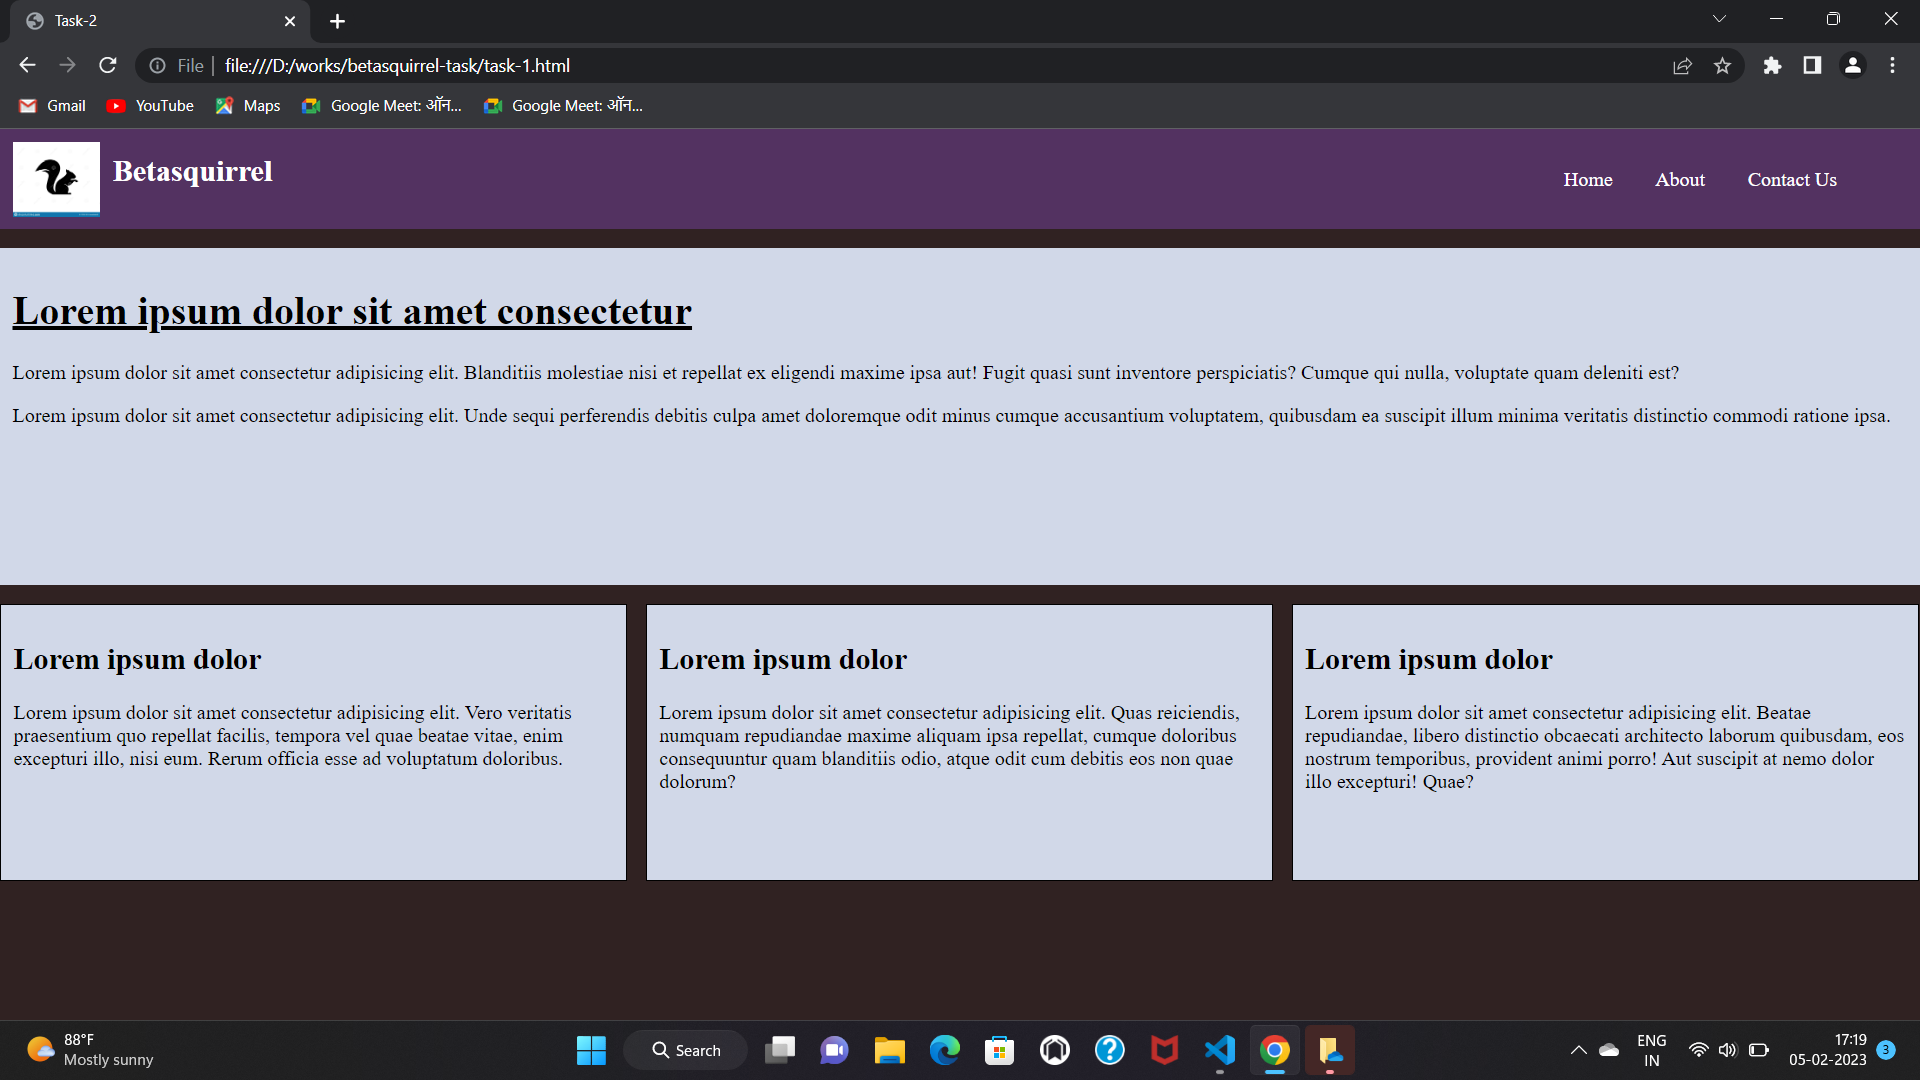 Task-2
File
file:///D:/works/betasquirrel-task/task-1.html
Gmail
YouTube
Maps
Google Meet: ऑन...
Google Meet: ऑन...
Betasquirrel
Home
About
Contact Us
Lorem ipsum dolor sit amet consectetur
Lorem ipsum dolor sit amet consectetur adipisicing elit. Blanditiis molestiae nisi et repellat ex eligendi maxime ipsa aut! Fugit quasi sunt inventore perspiciatis? Cumque qui nulla, voluptate quam deleniti est?
Lorem ipsum dolor sit amet consectetur adipisicing elit. Unde sequi perferendis debitis culpa amet doloremque odit minus cumque accusantium voluptatem, quibusdam ea suscipit illum minima veritatis distinctio commodi ratione ipsa.
Lorem ipsum dolor
Lorem ipsum dolor sit amet consectetur adipisicing elit. Vero veritatis
praesentium quo repellat facilis, tempora vel quae beatae vitae, enim
excepturi illo, nisi eum. Rerum officia esse ad voluptatum doloribus.
Lorem ipsum dolor
Lorem ipsum dolor sit amet consectetur adipisicing elit. Quas reiciendis,
numquam repudiandae maxime aliquam ipsa repellat, cumque doloribus
consequuntur quam blanditiis odio, atque odit cum debitis eos non quae
dolorum?
Lorem ipsum dolor
Lorem ipsum dolor sit amet consectetur adipisicing elit. Beatae
repudiandae, libero distinctio obcaecati architecto laborum quibusdam, eos
nostrum temporibus, provident animi porro! Aut suscipit at nemo dolor
illo excepturi! Quae?
88°F
Mostly sunny
Search
ENG
IN
17:19
05-02-2023
3